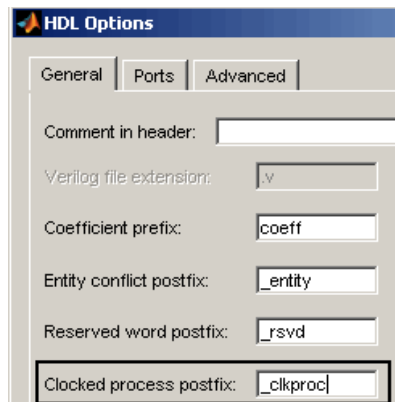 HDL Options
General Ports Advanced
Comment in header:
Verilog file extension: .v
Coefficient prefix: coeff
Entity conflict postfix: _entity
Reserved word postfix: _rsvd
Clocked process postfix: _clkproc